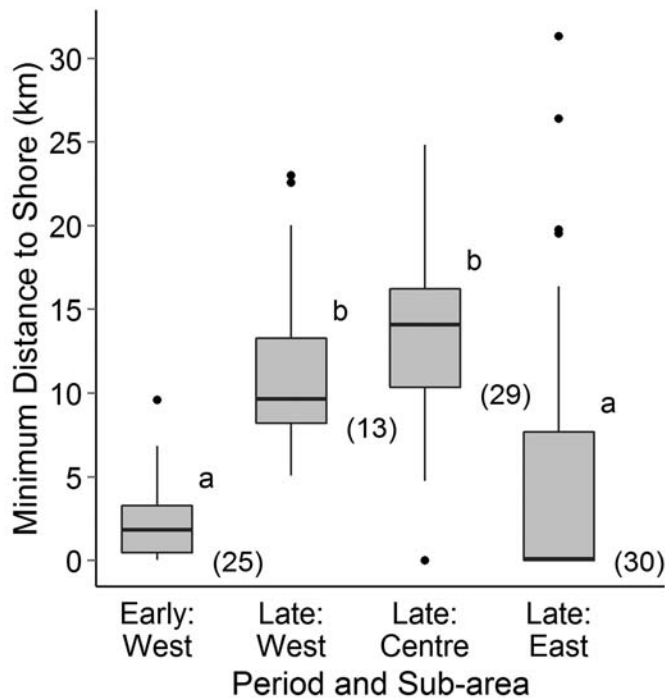 Minimum Distance to Shore (km)
30
25
20
15
10
5
0
a
(25)
b
(13)
b
(29)
a
(30)
Early:
West
Late:
West
Late:
Centre
Late:
East
Period and Sub-area